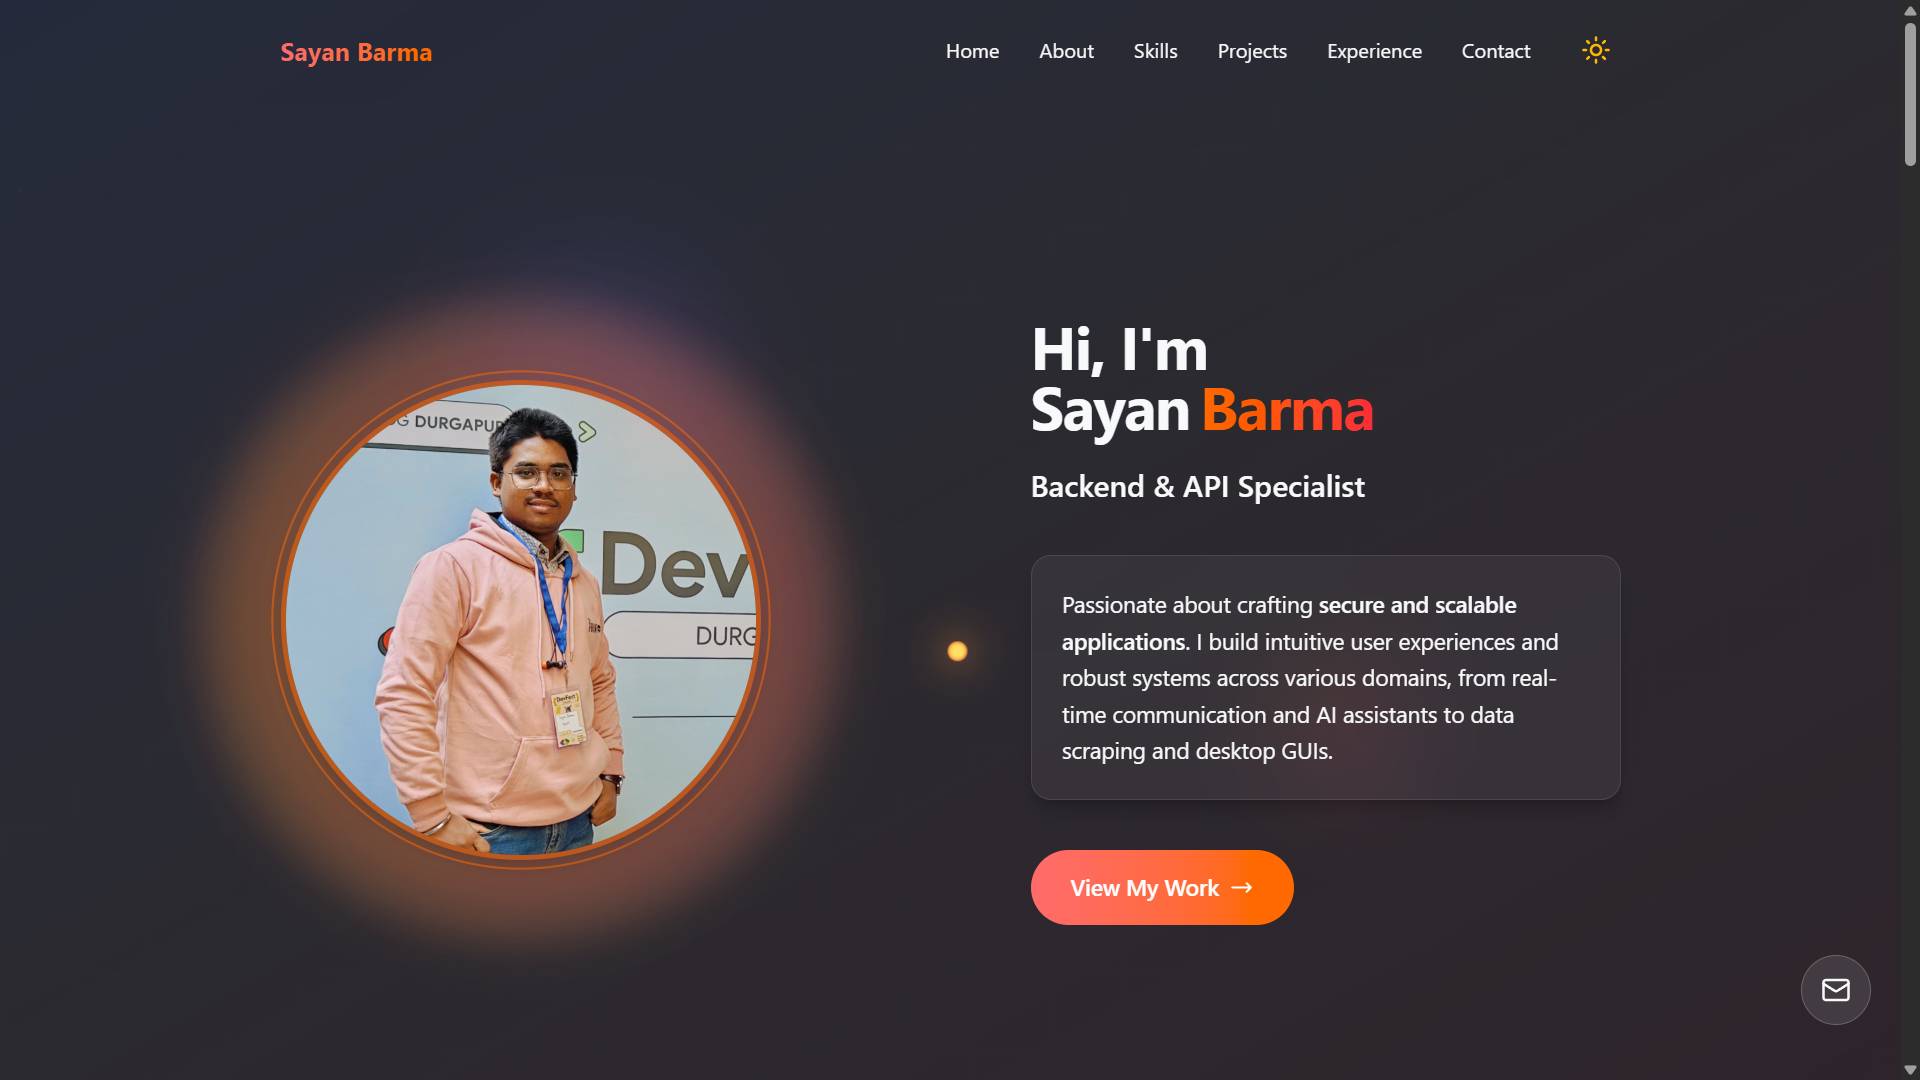 Sayan Barma
Home
About
Skills
Projects
Experience
Contact
Hi, I'm
Sayan Barma
Backend & API Specialist
DURGAPUR
Dev
DURG
DevFest
Passionate about crafting secure and scalable
applications. I build intuitive user experiences and
robust systems across various domains, from real-
time communication and AI assistants to data
scraping and desktop GUIs.
View My Work →